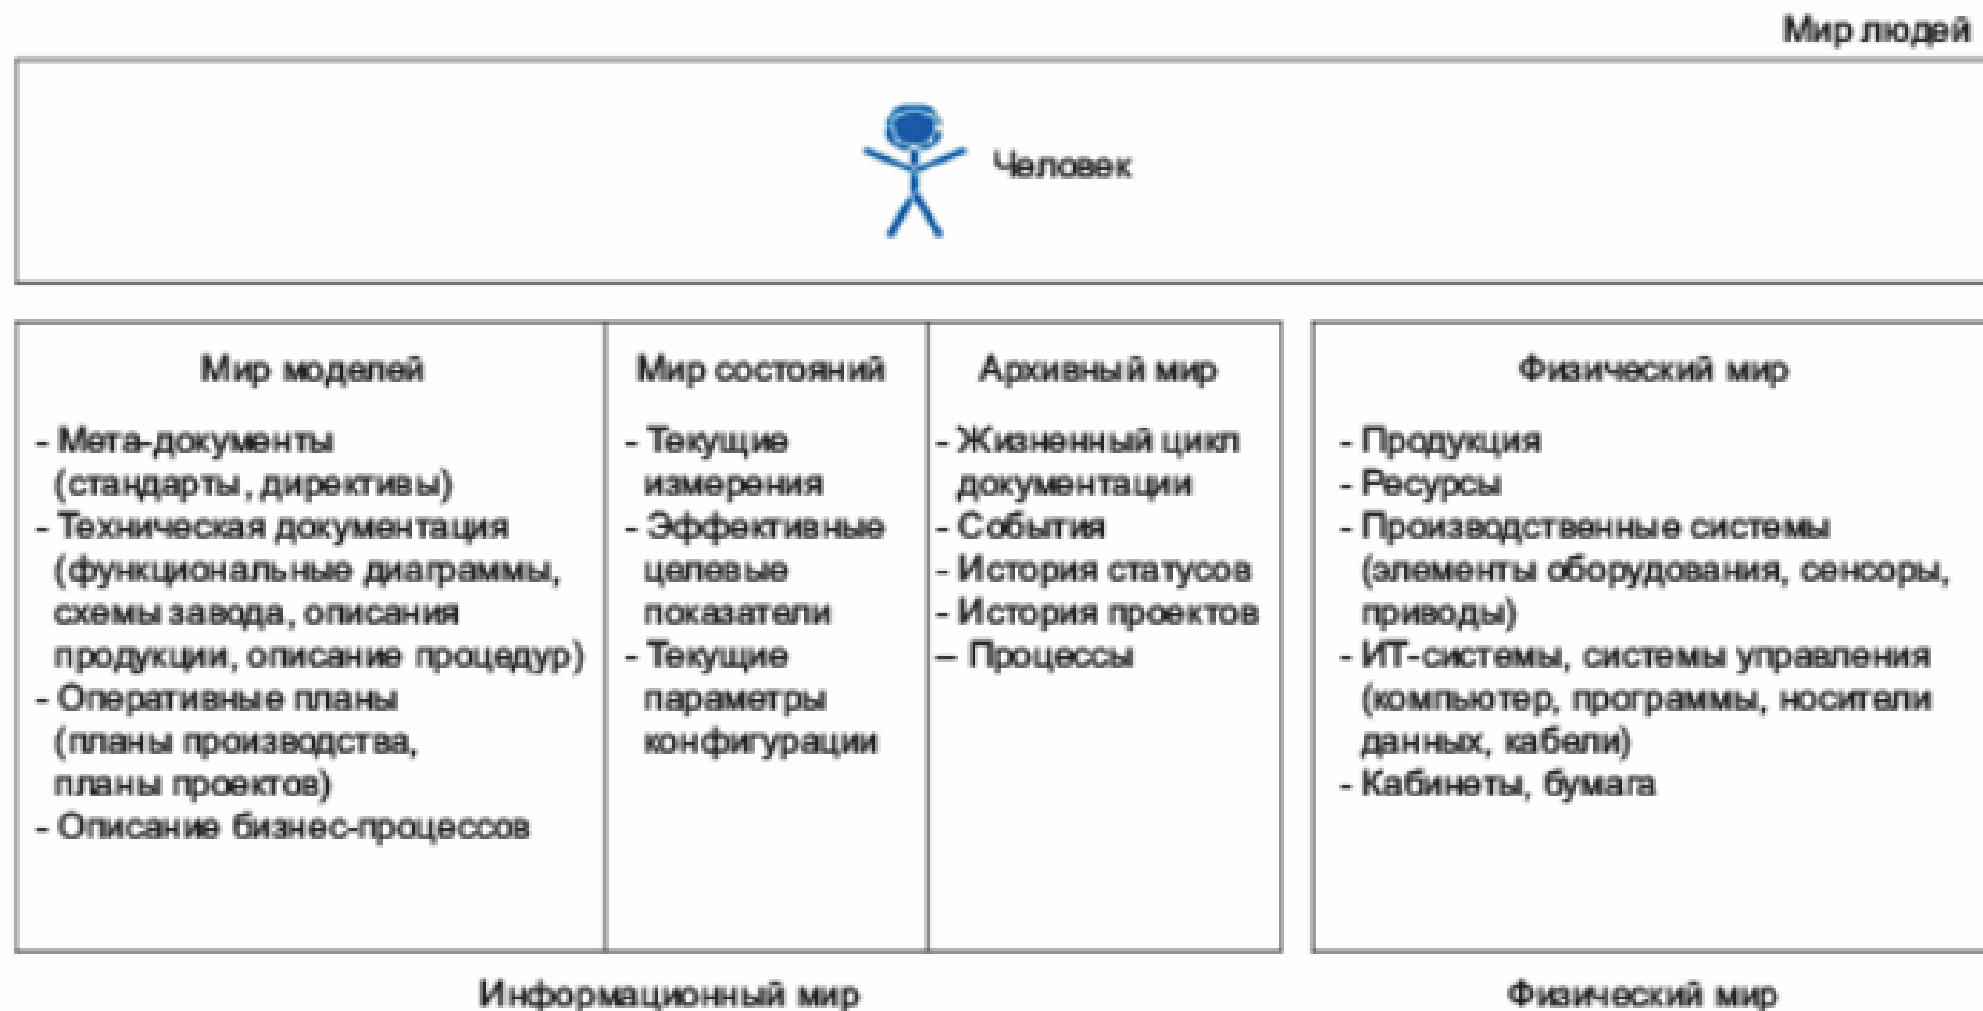 Мир людей
Человек
Мир моделей
- Мета-документы
(стандарты, директивы)
- Техническая документация
(функциональные диаграммы,
схемы завода, описания
продукции, описание процедур)
- Оперативные планы
(планы производства,
планы проектов)
- Описание бизнес-процессов
Мир состояний
- Текущие
измерения
- Эффективные
целевые
показатели
- Текущие
параметры
конфигурации
Архивный мир
- Жизненный цикл
документации
- События
- История статусов
- История проектов
– Процессы
Информационный мир
Физический мир
- Продукция
- Ресурсы
- Производственные системы
(элементы оборудования, сенсоры,
приводы)
- ИТ-системы, системы управления
(компьютер, программы, носители
данных, кабели)
- Кабинеты, бумага
Физический мир